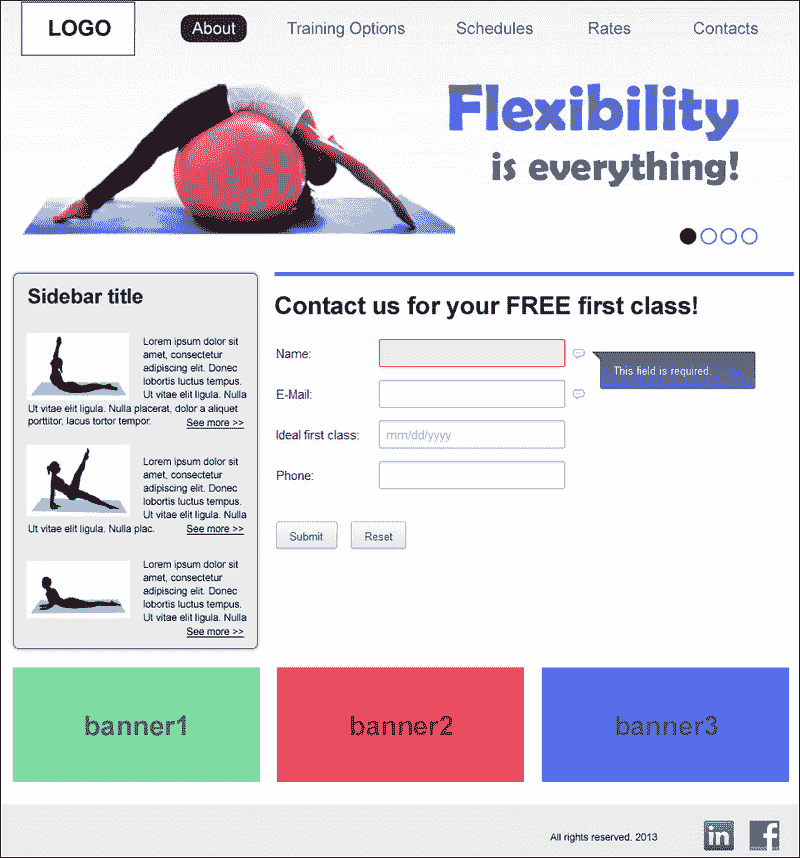 LOGO
About
Training Options
Schedules
Rates
Contacts
Flexibility
is everything!
Sidebar title
Lorem ipsum dolor sit
amet, consectetur
adipiscing elit. Donec
lobortis luctus tempus.
Ut vitae elit ligula. Nulla
Ut vitae elit ligula. Nulla placerat, dolor a aliquet
porttitor, lacus tortor tempor.
See more >>
Lorem ipsum dolor sit
amet, consectetur
adipiscing elit. Donec
lobortis luctus tempus.
Ut vitae elit ligula. Nulla
Ut vitae elit ligula. Nulla plac.
See more >>
Lorem ipsum dolor sit
amet, consectetur
adipiscing elit. Donec
lobortis luctus tempus.
Ut vitae elit ligula. Nulla
See more >>
Contact us for your FREE first class!
Name:
This field is required.
E-Mail:
Ideal first class:
mm/dd/yyyy
Phone:
Submit
Reset
banner1
banner2
banner3
All rights reserved. 2013
in
f